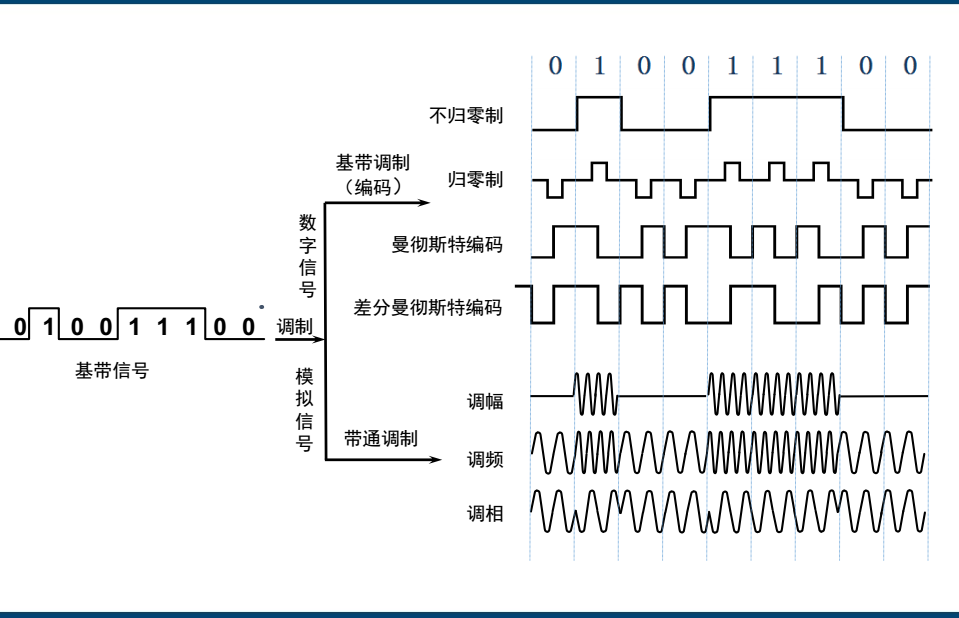 0 1 0 0 1 1 1 0 0
不归零制
基带调制
（编码）
归零制
数字信号
曼彻斯特编码
差分曼彻斯特编码
0 1 0 0 1 1 1 0 0
调制
基带信号
模拟信号
调幅
带通调制
调频
调相